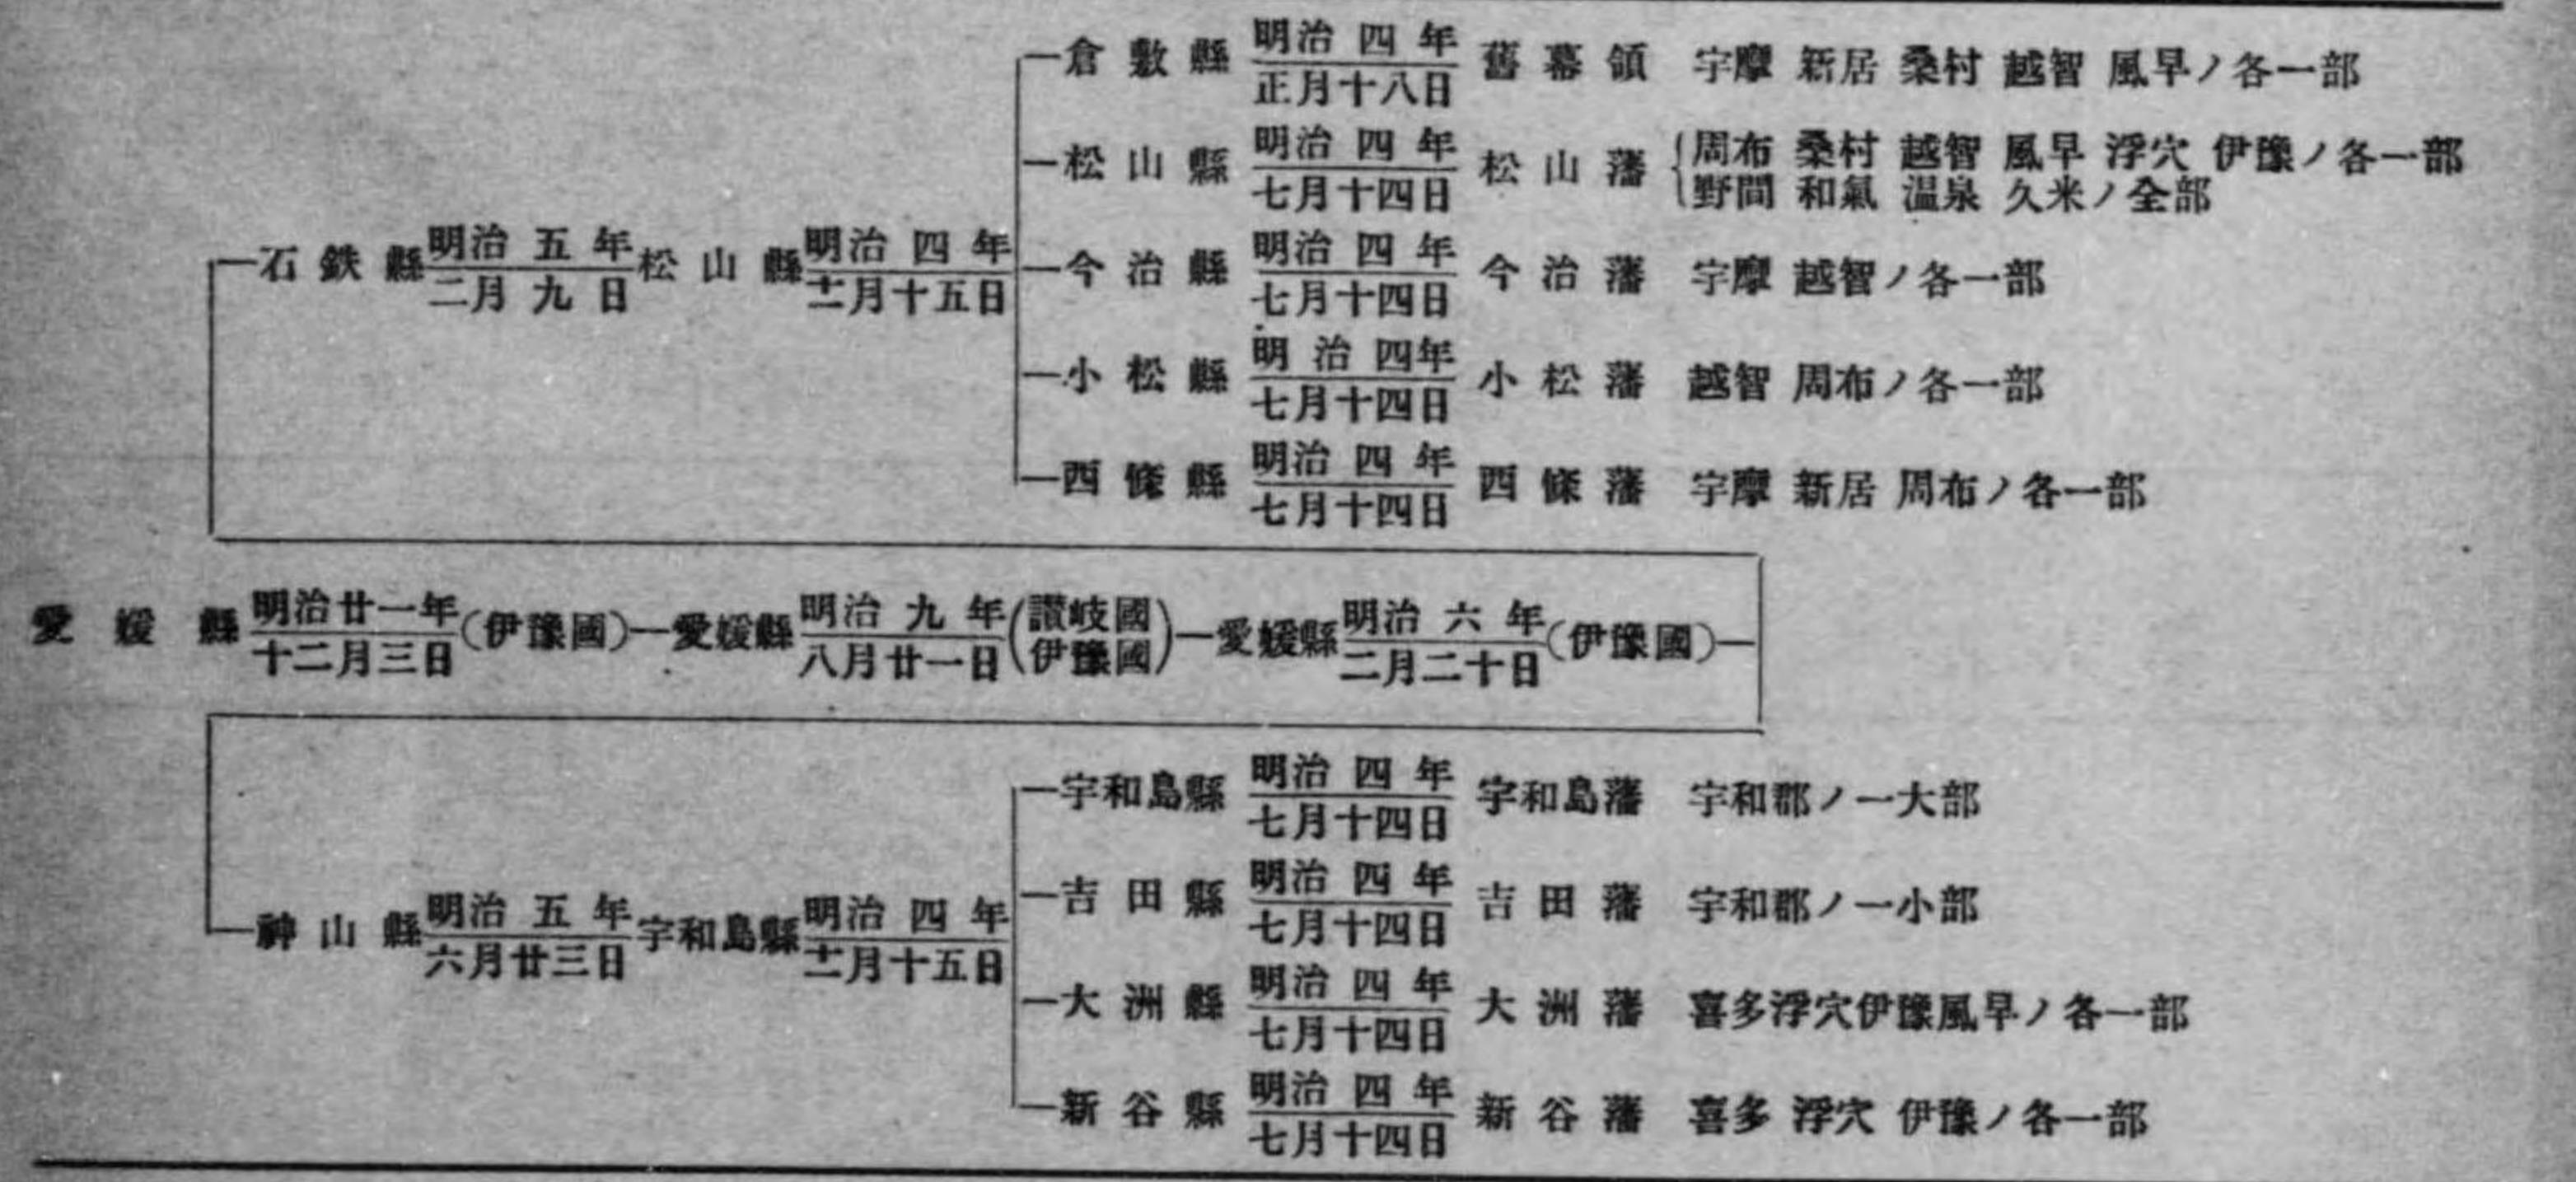 倉敷縣 明治四年正月十八日 舊幕領 宇摩 新居 桑村 越智 風早ノ各一部
松山縣 明治四年七月十四日 松山藩 周布 桑村 越智 風早 浮穴 伊豫ノ各一部
野間 和氣 温泉 久米ノ全部
石鉄縣 明治五年二月九日 松山縣 明治四年十一月十五日
今治縣 明治四年七月十四日 今治藩 宇摩 越智ノ各一部
小松縣 明治四年七月十四日 小松藩 越智 周布ノ各一部
西條縣 明治四年七月十四日 西條藩 宇摩 新居 周布ノ各一部
愛媛縣 明治廿一年十二月三日(伊豫國)—愛媛縣 明治九年八月廿一日(讃岐國 伊豫國)—愛媛縣 明治六年二月二十日(伊豫國)—
宇和島縣 明治四年七月十四日 宇和島藩 宇和郡ノ一大部
吉田縣 明治四年七月十四日 吉田藩 宇和郡ノ一小部
神山縣 明治五年六月廿三日 宇和島縣 明治四年十一月十五日
大洲縣 明治四年七月十四日 大洲藩 喜多浮穴伊豫風早ノ各一部
新谷縣 明治四年七月十四日 新谷藩 喜多 浮穴 伊豫ノ各一部